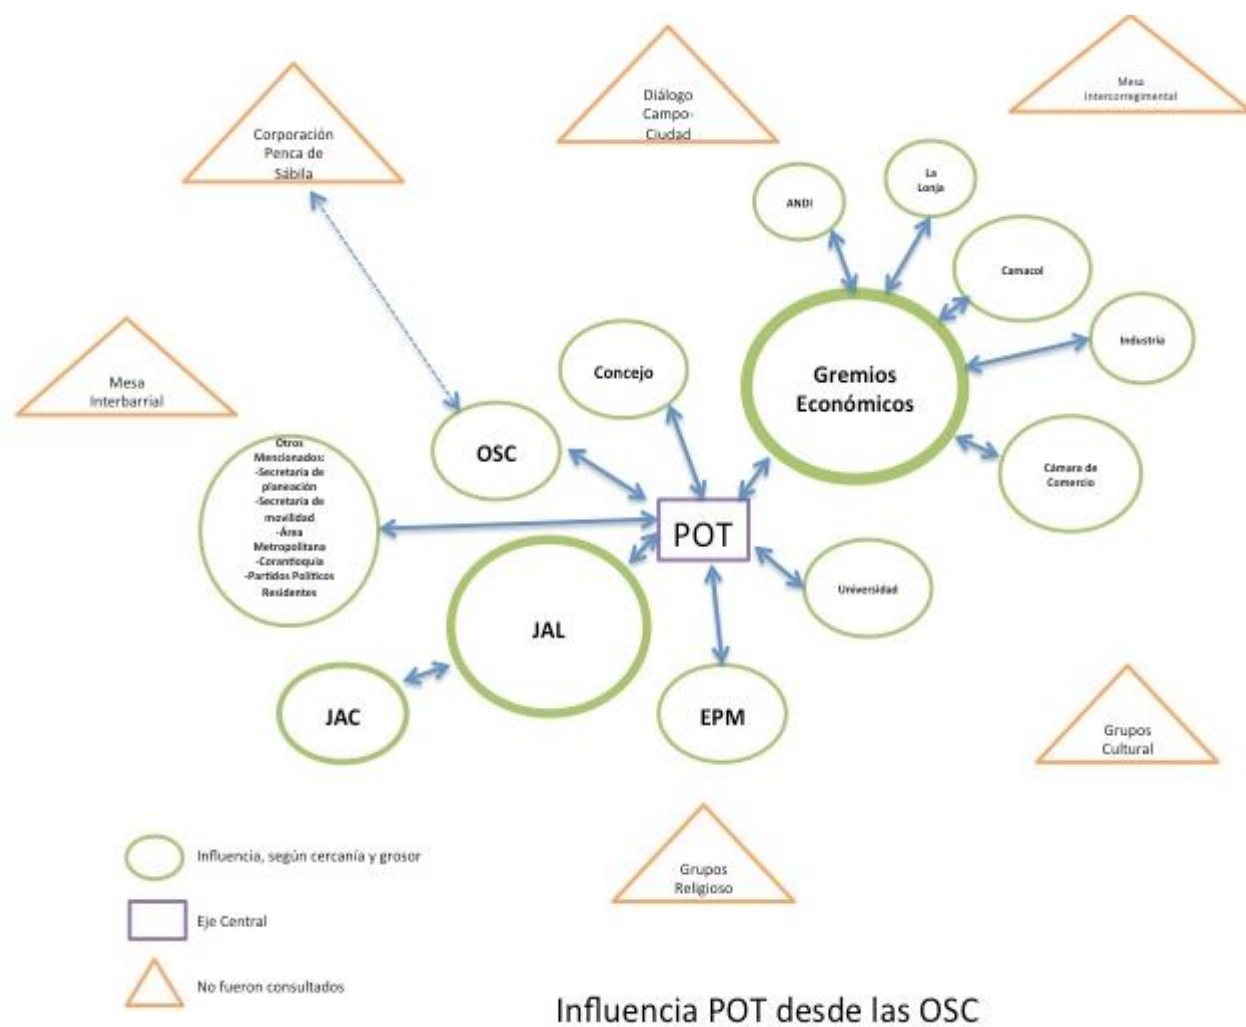 Mesa
Intercorregimental
Diálogo
Campo-
Ciudad
Corporación
Penca de
Sábila
La
Lonja
ANDI
Camacol
Industria
Mesa
Interbarrial
Concejo
Gremios
Económicos
OSC
Otros
Mencionados:
-Secretaria de
planeación
-Secretaria de
movilidad
-Área
Metropolitana
-Corantioquia
-Partidos Políticos
Residentes
Cámara de
Comercio
POT
Universidad
JAL
JAC
EPM
Grupos
Cultural
Grupos
Religioso
Influencia, según cercanía y grosor
Eje Central
No fueron consultados
Influencia POT desde las OSC